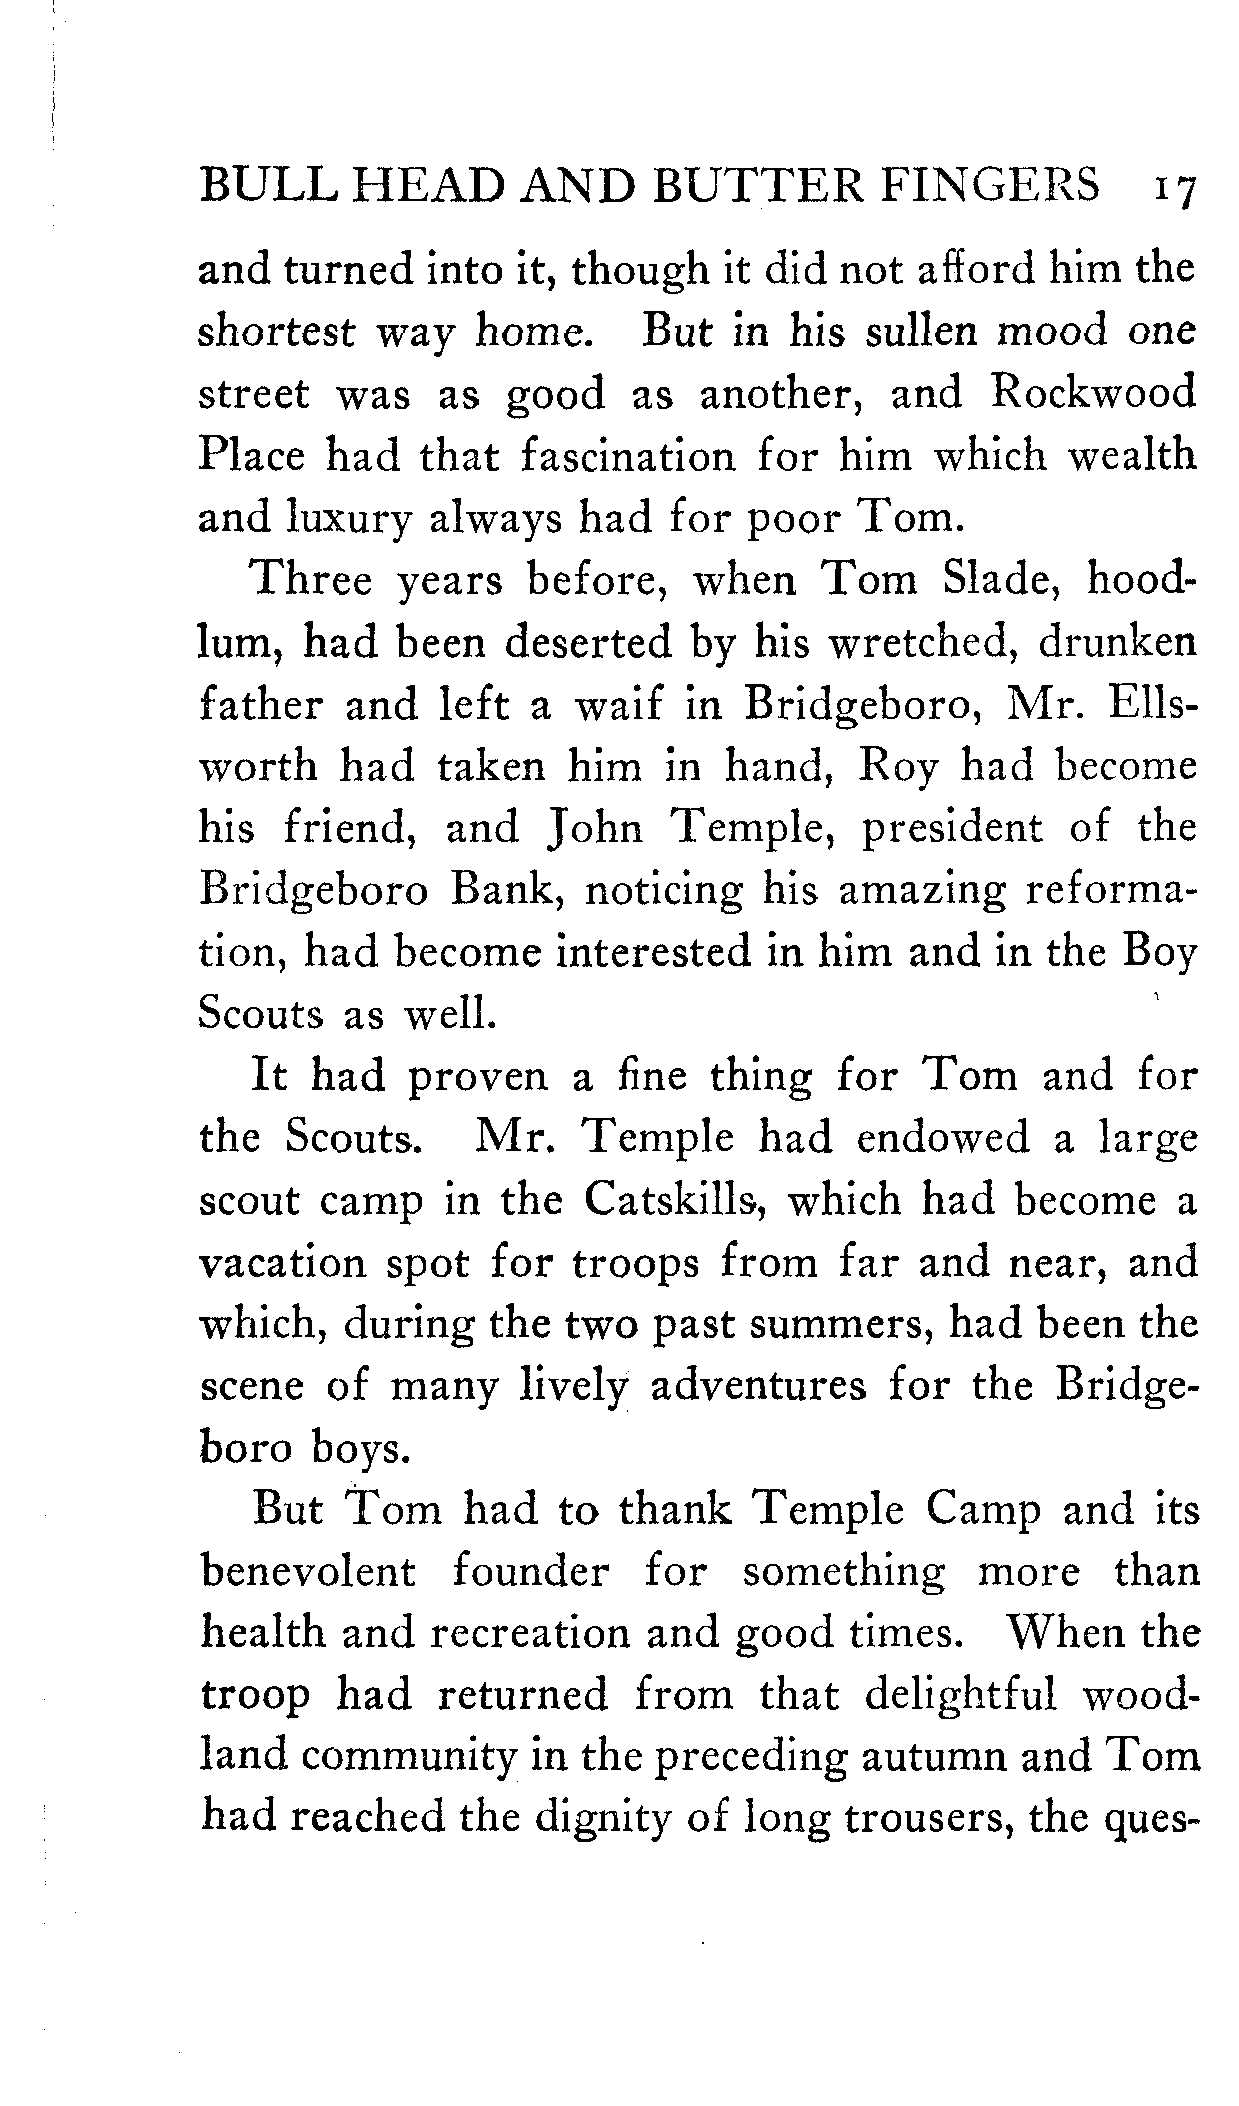 BULL HEAD AND BUTTER FINGERS 17
and turned into it, though it did not afford him the
shortest way home. But in his sullen mood one
street was as good as another, and Rockwood
Place had that fascination for him which wealth
and luxury always had for poor Tom.
Three years before, when Tom Slade, hood-
lum, had been deserted by his wretched, drunken
father and left a waif in Bridgeboro, Mr. Ells-
worth had taken him in hand, Roy had become
his friend, and John Temple, president of the
Bridgeboro Bank, noticing his amazing reforma-
tion, had become interested in him and in the Boy
Scouts as well.
It had proven a fine thing for Tom and for
the Scouts. Mr. Temple had endowed a large
scout camp in the Catskills, which had become a
vacation spot for troops from far and near, and
which, during the two past summers, had been the
scene of many lively adventures for the Bridge-
boro boys.
But Tom had to thank Temple Camp and its
benevolent founder for something more than
health and recreation and good times. When the
troop had returned from that delightful wood-
land community in the preceding autumn and Tom
had reached the dignity of long trousers, the ques-